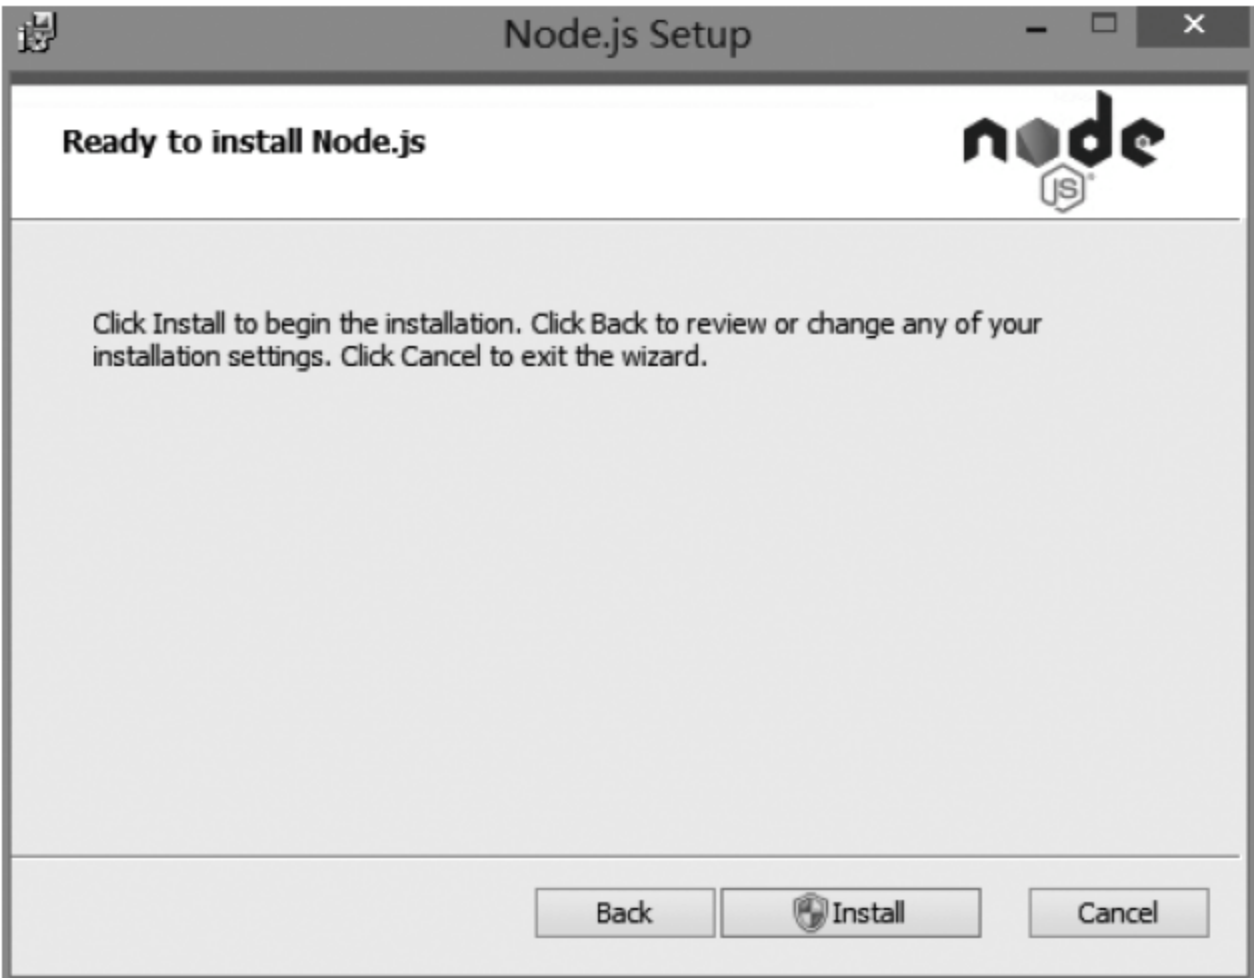 Node.js Setup
Ready to install Node.js
node
JS
Click Install to begin the installation. Click Back to review or change any of your
installation settings. Click Cancel to exit the wizard.
Back
Install
Cancel